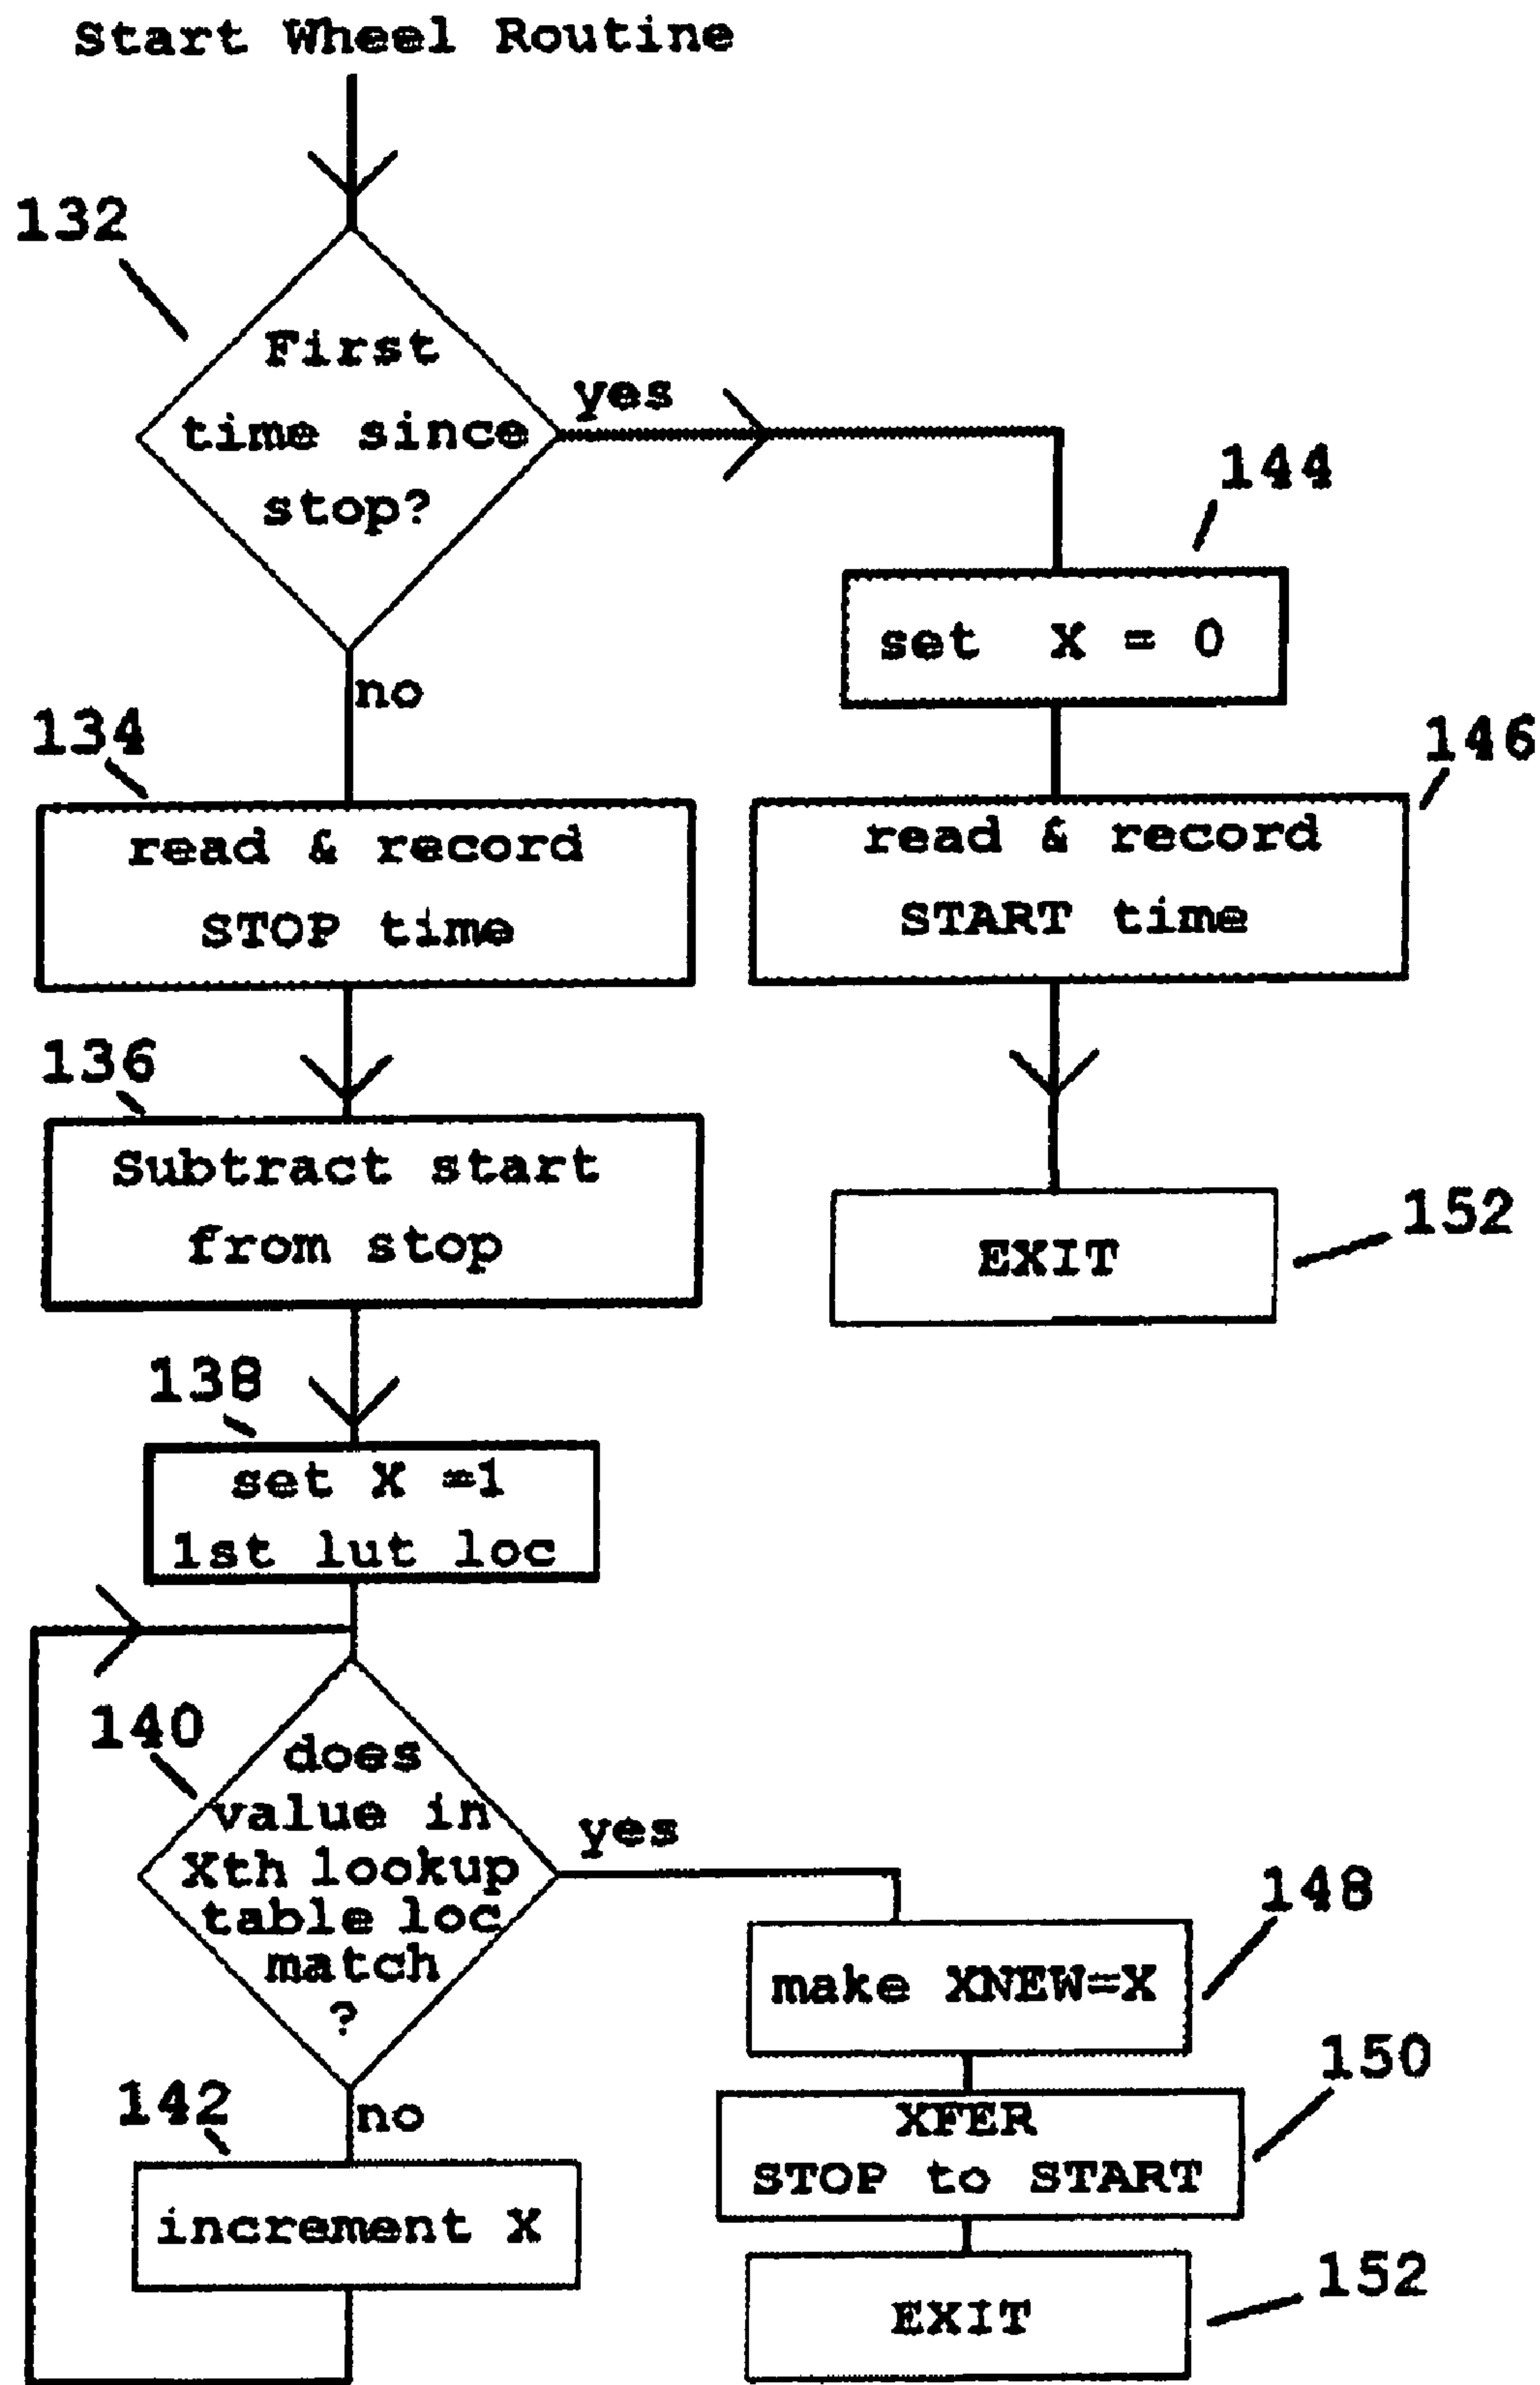 Start Wheel Routine
132
First
time since
stop?
yes
no
144
set X = 0
134
read & record
STOP time
146
read & record
START time
136
Subtract start
from stop
152
EXIT
138
set X =1
1st lut loc
140
does
value in
Xth lookup
table loc
match
?
yes
no
148
make XNEW=X
142
increment X
150
XFER
STOP to START
152
EXIT